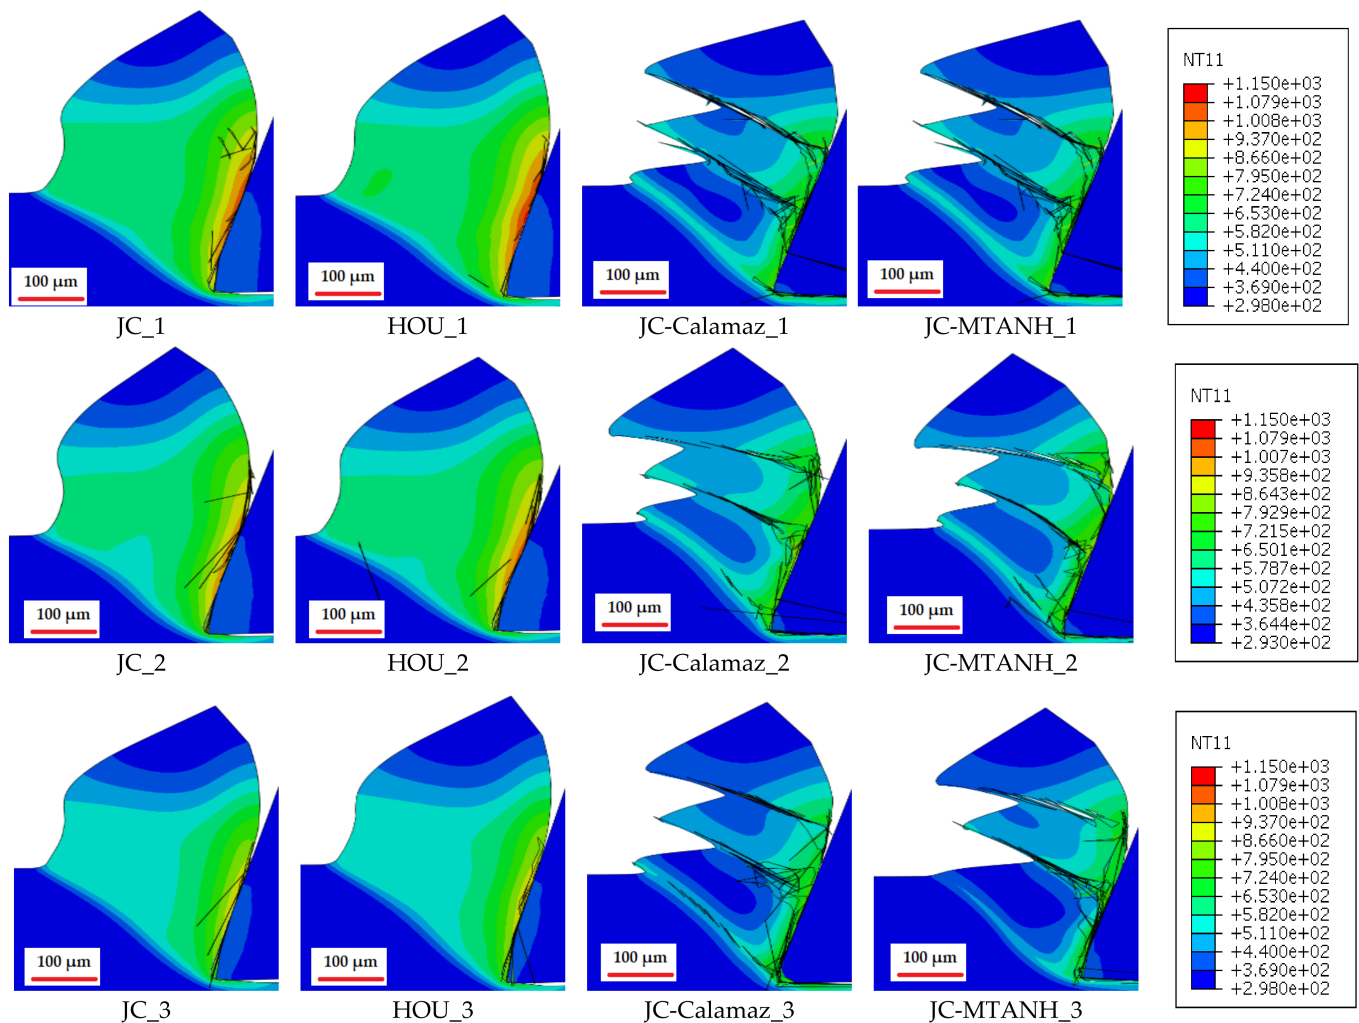 NT11
+1.150e+03
+1.079e+03
+1.008e+03
+9.370e+02
+8.660e+02
+7.950e+02
+7.240e+02
+6.530e+02
+5.820e+02
+5.110e+02
+4.400e+02
+3.690e+02
+2.980e+02
100 μm
100 μm
100 μm
100 μm
JC_1
HOU_1
JC-Calamaz_1
JC-MTANH_1
NT11
+1.150e+03
+1.079e+03
+1.007e+03
+9.358e+02
+8.643e+02
+7.929e+02
+7.215e+02
+6.501e+02
+5.787e+02
+5.072e+02
+4.358e+02
+3.644e+02
+2.930e+02
100 μm
100 μm
100 μm
100 μm
JC_2
HOU_2
JC-Calamaz_2
JC-MTANH_2
NT11
+1.150e+03
+1.079e+03
+1.008e+03
+9.370e+02
+8.660e+02
+7.950e+02
+7.240e+02
+6.530e+02
+5.820e+02
+5.110e+02
+4.400e+02
+3.690e+02
+2.980e+02
100 μm
100 μm
100 μm
100 μm
JC_3
HOU_3
JC-Calamaz_3
JC-MTANH_3